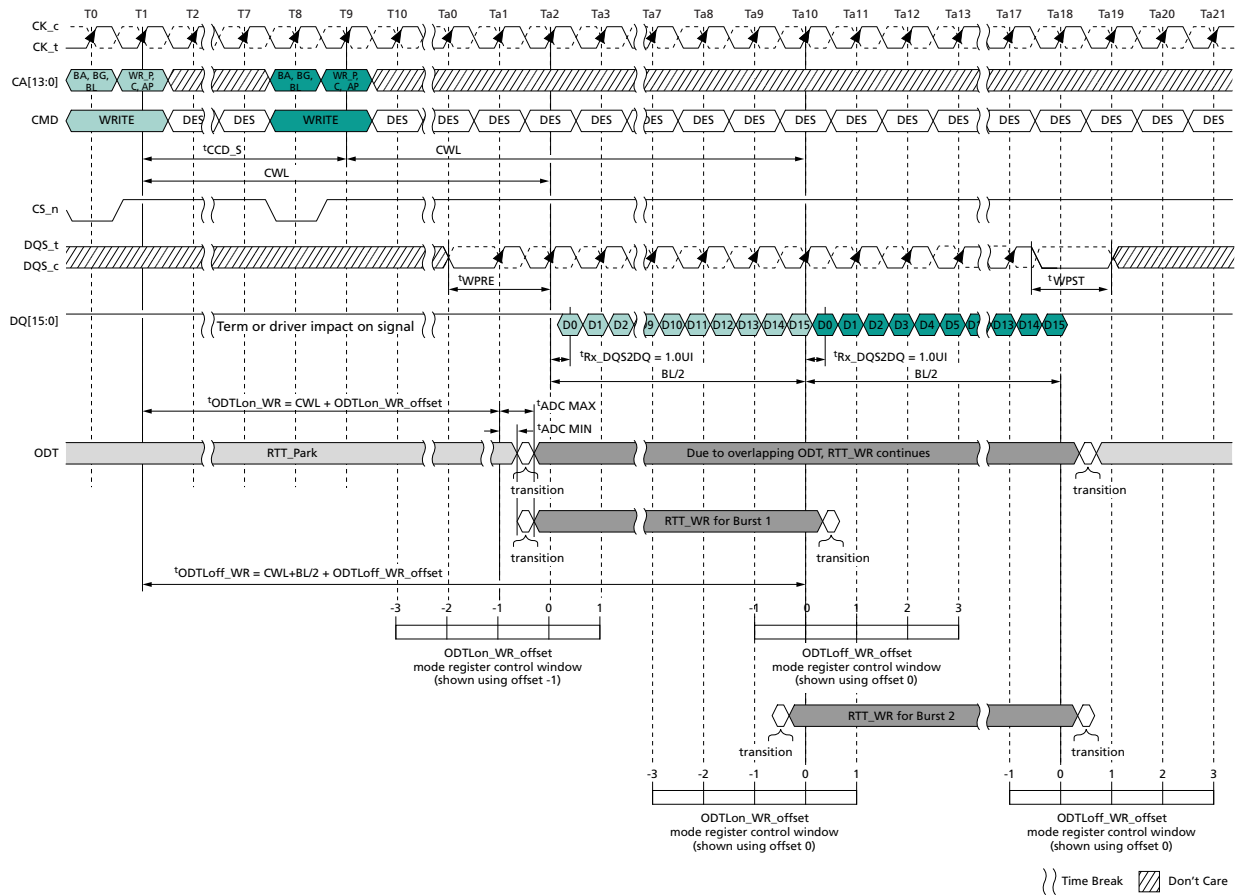 T0 T1 T2 T7 T8 T9 T10 Ta0 Ta1 Ta2 Ta3 Ta7 Ta8 Ta9 Ta10 Ta11 Ta12 Ta13 Ta17 Ta18 Ta19 Ta20 Ta21
CK_c
CK_t
CA[13:0]
BA, BG, BL
WR_P, C, AP
BA, BG, BL
WR_P, C, AP
CMD WRITE DES DES WRITE DES DES DES DES DES DES DES DES DES DES DES DES DES DES DES DES DES
tCCD_S CWL
CWL
CS_n
DQS_t
DQS_c
tWPRE tWPST
DQ[15:0] Term or driver impact on signal D0 D1 D2 D10 D11 D12 D13 D14 D15 D0 D1 D2 D3 D4 D5 D13 D14 D15
tRx_DQS2DQ = 1.0UI tRx_DQS2DQ = 1.0UI
BL/2 BL/2
tODTLon_WR = CWL + ODTLon_WR_offset tADC MAX
tADC MIN
ODT RTT_Park Due to overlapping ODT, RTT_WR continues
transition transition
RTT_WR for Burst 1
transition transition
tODTLoff_WR = CWL+BL/2 + ODTLoff_WR_offset
-3 -2 -1 0 1 -1 0 1 2 3
ODTLon_WR_offset
mode register control window
(shown using offset -1)
ODTLoff_WR_offset
mode register control window
(shown using offset 0)
RTT_WR for Burst 2
transition transition
-3 -2 -1 0 1 -1 0 1 2 3
ODTLon_WR_offset
mode register control window
(shown using offset 0)
ODTLoff_WR_offset
mode register control window
(shown using offset 0)
Time Break Don't Care